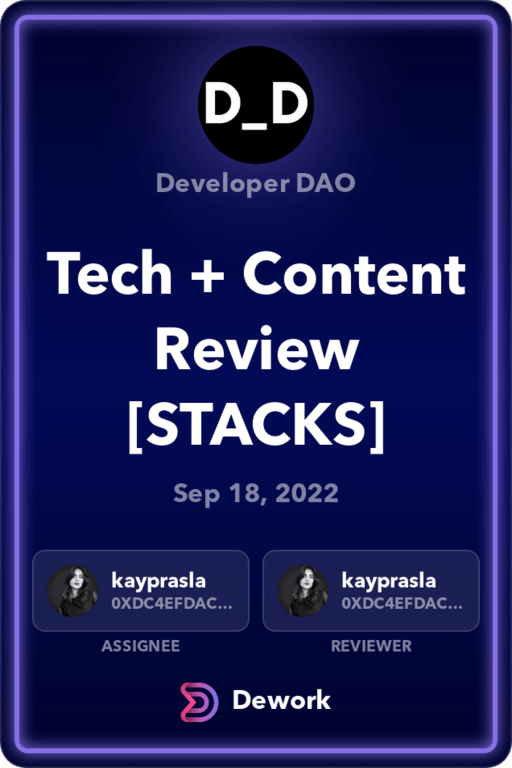 D_D
Developer DAO
Tech + Content
Review
[STACKS]
Sep 18, 2022
kayprasla
0XDC4EFDAC...
kayprasla
0XDC4EFDAC...
ASSIGNEE
REVIEWER
Dework